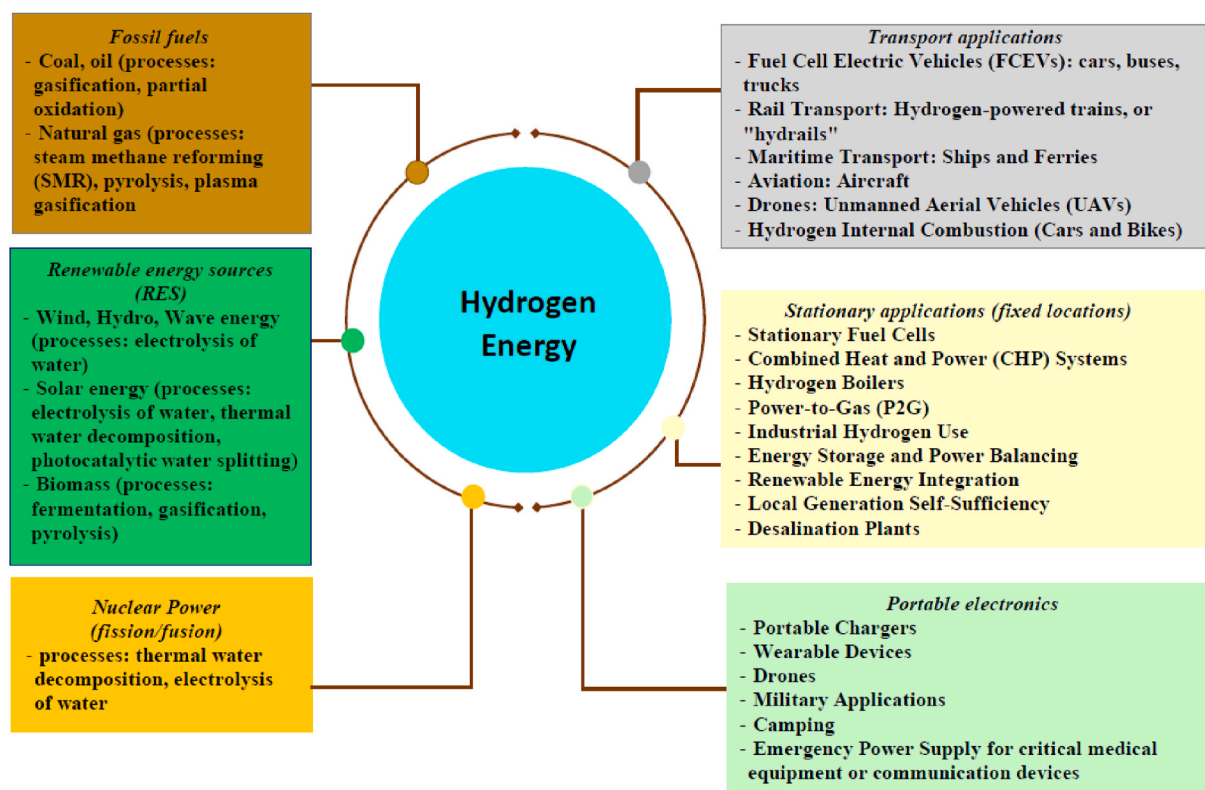 Fossil fuels
- Coal, oil (processes:
gasification, partial
oxidation)
- Natural gas (processes:
steam methane reforming
(SMR), pyrolysis, plasma
gasification
Renewable energy sources
(RES)
- Wind, Hydro, Wave energy
(processes: electrolysis of
water)
- Solar energy (processes:
electrolysis of water, thermal
water decomposition,
photocatalytic water splitting)
- Biomass (processes:
fermentation, gasification,
pyrolysis)
Nuclear Power
(fission/fusion)
- processes: thermal water
decomposition, electrolysis
of water
Hydrogen
Energy
Transport applications
- Fuel Cell Electric Vehicles (FCEVs): cars, buses,
trucks
- Rail Transport: Hydrogen-powered trains, or
"hydrails"
- Maritime Transport: Ships and Ferries
- Aviation: Aircraft
- Drones: Unmanned Aerial Vehicles (UAVs)
- Hydrogen Internal Combustion (Cars and Bikes)
Stationary applications (fixed locations)
- Stationary Fuel Cells
- Combined Heat and Power (CHP) Systems
- Hydrogen Boilers
- Power-to-Gas (P2G)
- Industrial Hydrogen Use
- Energy Storage and Power Balancing
- Renewable Energy Integration
- Local Generation Self-Sufficiency
- Desalination Plants
Portable electronics
- Portable Chargers
- Wearable Devices
- Drones
- Military Applications
- Camping
- Emergency Power Supply for critical medical
equipment or communication devices